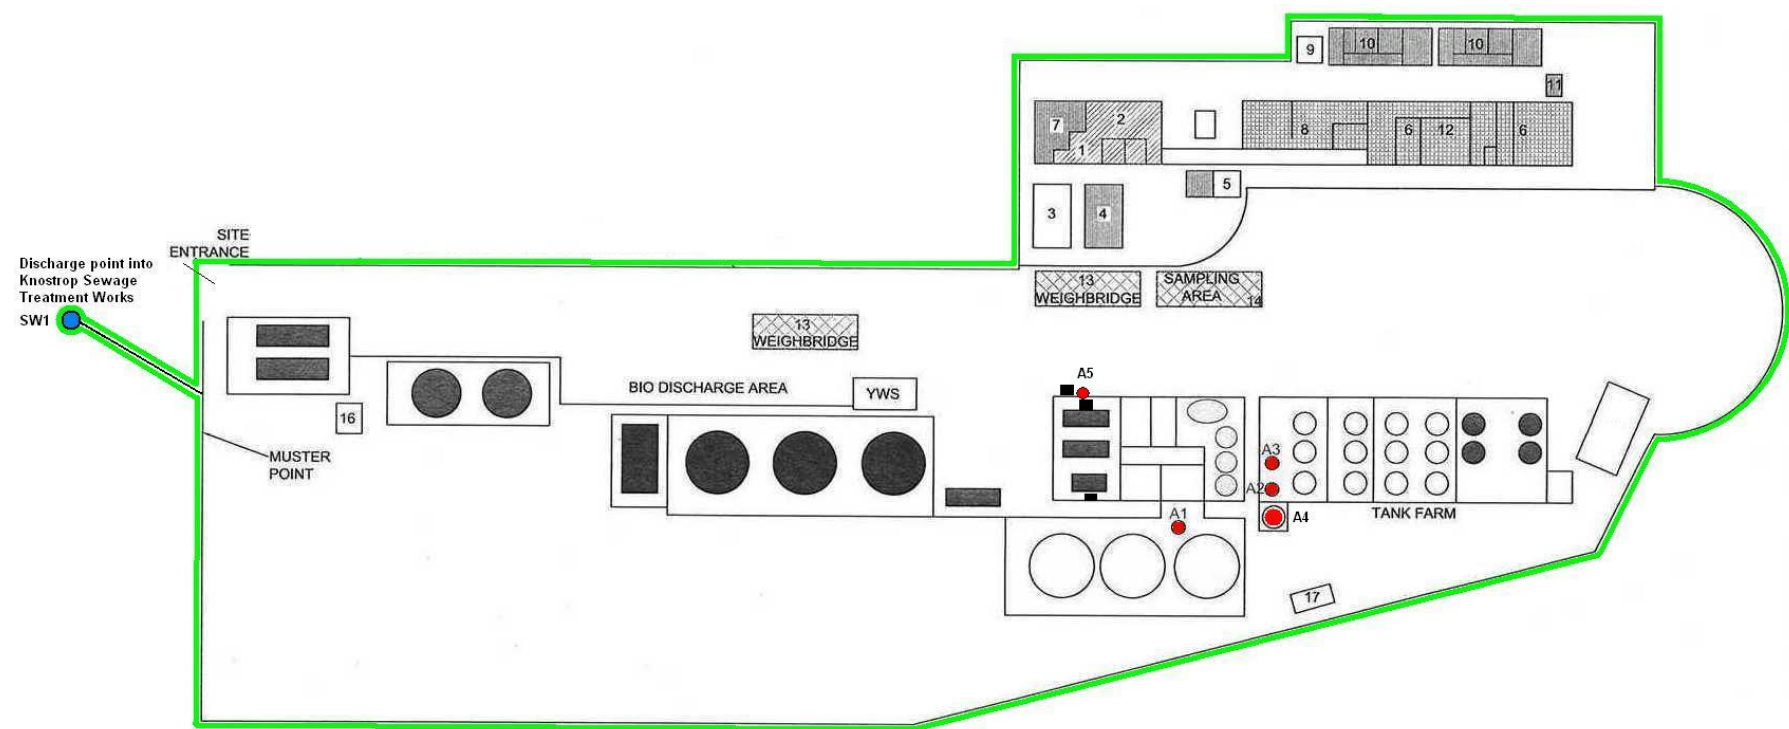 9
10
10
11
7
2
1
8
6
12
6
3
4
5
SITE
ENTRANCE
Discharge point into
Knostrop Sewage
Treatment Works
SW1
13
WEIGHBRIDGE
SAMPLING
AREA
14
13
WEIGHBRIDGE
BIO DISCHARGE AREA
YWS
A5
16
MUSTER
POINT
A3
A2
A1
A4
TANK FARM
17